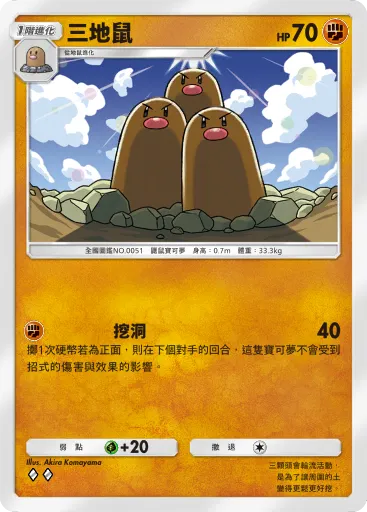 1階進化 三地鼠 HP 70
從地鼠進化
全國圖鑑NO.0051 鼴鼠寶可夢 身高：0.7m 體重：33.3kg
挖洞 40
擲1次硬幣若為正面，則在下個對手的回合，這隻寶可夢不會受到
招式的傷害與效果的影響。
弱點 +20 撤退
Illus. Akira Komayama
三顆頭會輪流活動，
是為了讓周圍的土
變得更鬆更好挖。